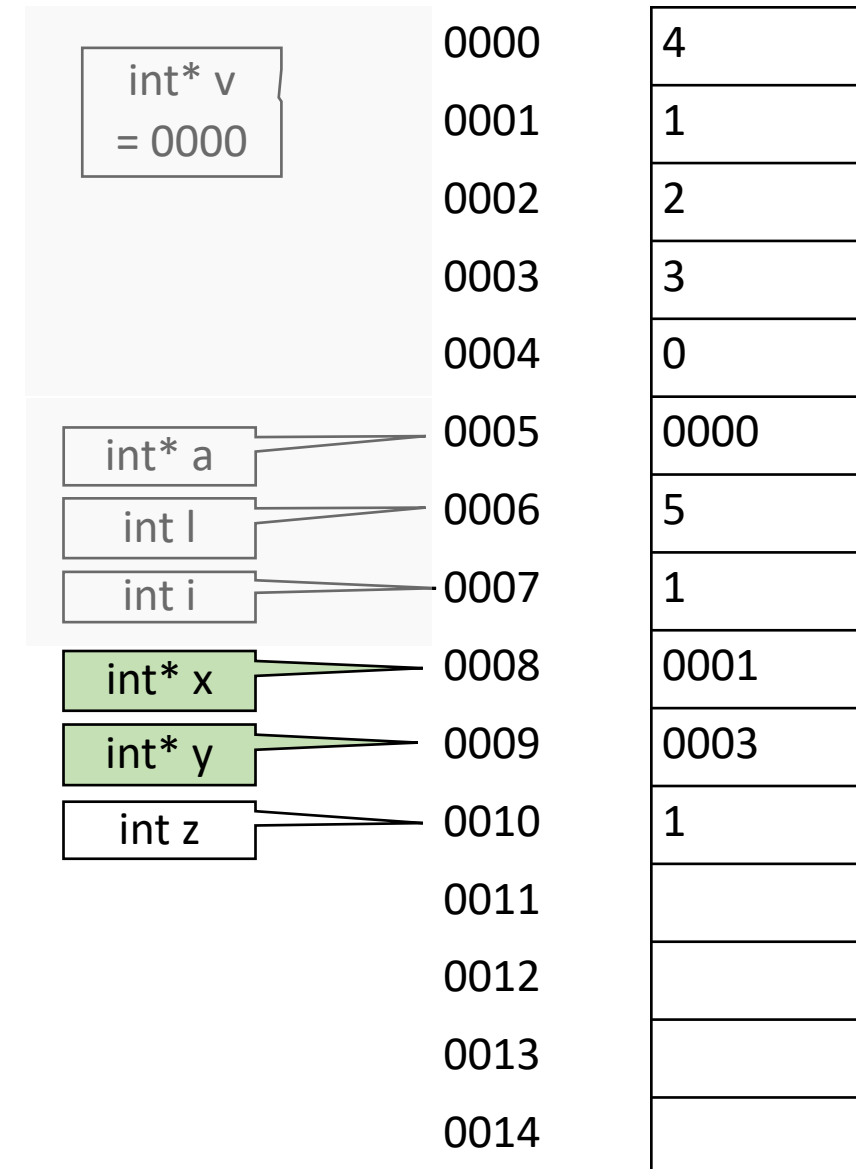 0000 4
int* v
= 0000
0001 1
0002 2
0003 3
0004 0
int* a 0005 0000
int l 0006 5
int i 0007 1
int* x 0008 0001
int* y 0009 0003
int z 0010 1
0011
0012
0013
0014